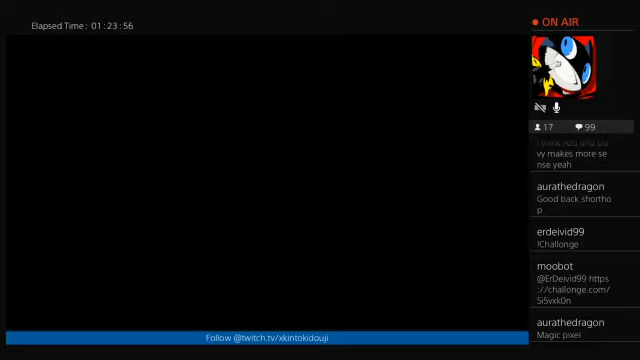 Elapsed Time : 01:23:56
ON AIR
17
99
I think Azu and Da
vy makes more se
nse yeah
aurathedragon
Good back shortho
p
erdeivid99
!Challonge
moobot
@ErDeivid99 https
://challonge.com/
5i5vxk0n
aurathedragon
Magic pixel
Follow @twitch.tv/xkintokidouji